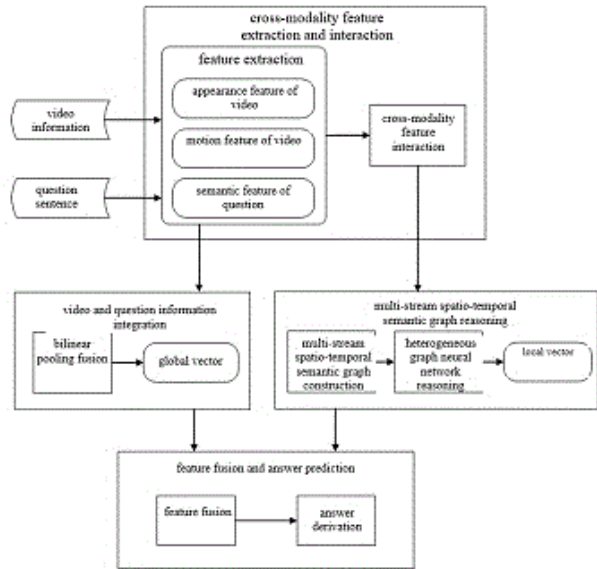 cross-modality feature
extraction and interaction
feature extraction
appearance feature of
video
motion feature of video
semantic feature of
question
video
information
question
sentence
cross-modality
feature
interaction
video and question information
integration
bilinear
pooling fusion
global vector
multi-stream spatio-temporal
semantic graph reasoning
multi-stream
spatio-temporal
semantic graph
construction
heterogeneous
graph neural
network
reasoning
local vector
feature fusion and answer prediction
feature fusion
answer
derivation